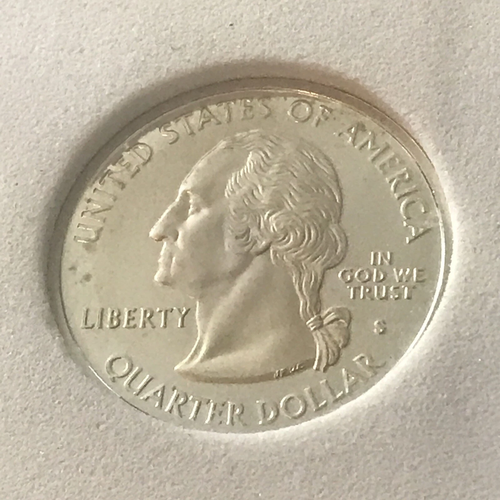 UNITED STATES OF AMERICA
LIBERTY
IN
GOD WE
TRUST
S
QUARTER DOLLAR